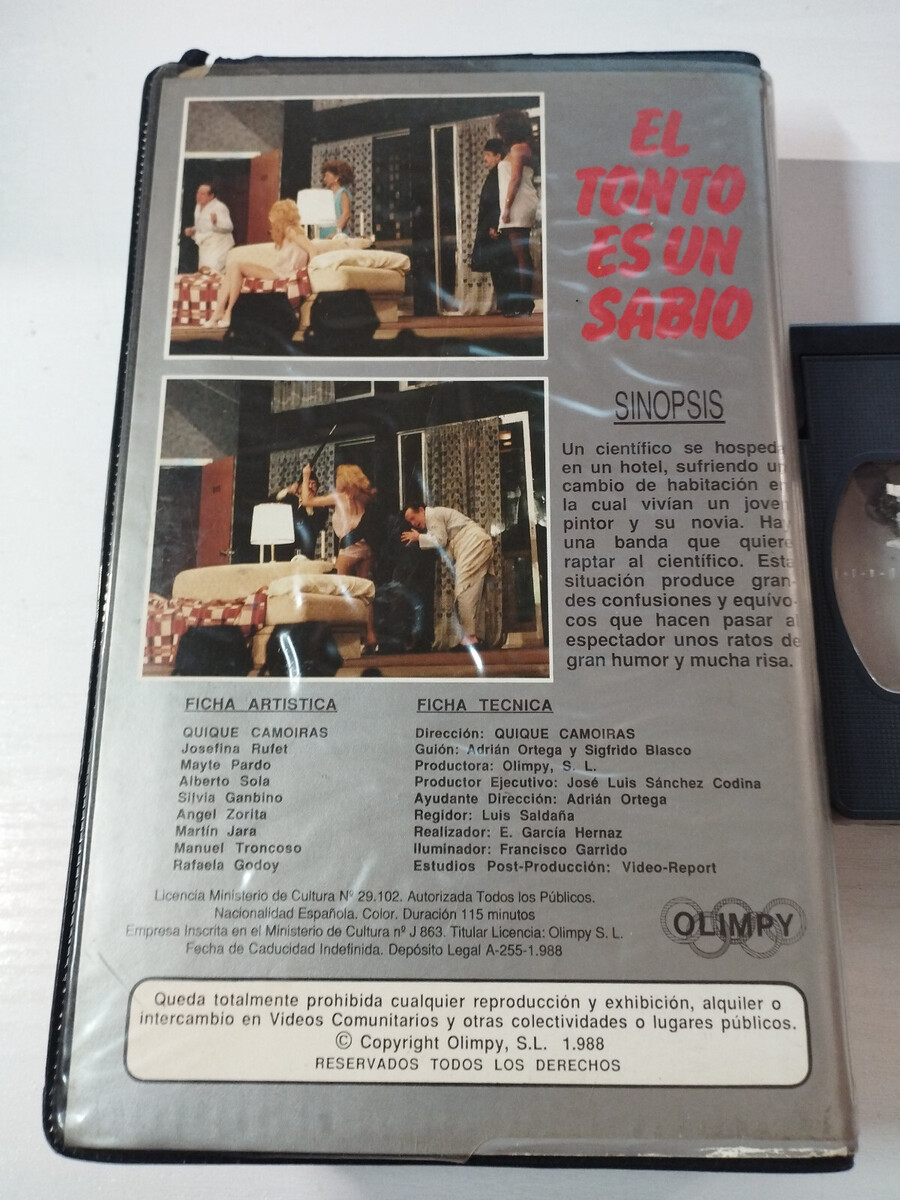 EL
TONTO
ES UN
SABIO
SINOPSIS
Un científico se hospeda
en un hotel, sufriendo un
cambio de habitación en
la cual vivían un joven
pintor y su novia. Hay
una banda que quiere
raptar al científico. Esta
situación produce gran-
des confusiones y equívo-
cos que hacen pasar al
espectador unos ratos de
gran humor y mucha risa.
FICHA ARTISTICA
QUIQUE CAMOIRAS
Josefina Rufet
Mayte Pardo
Alberto Sola
Silvia Ganbino
Angel Zorita
Martín Jara
Manuel Troncoso
Rafaela Godoy
FICHA TECNICA
Dirección: QUIQUE CAMOIRAS
Guión: Adrián Ortega y Sigfrido Blasco
Productora: Olimpy, S. L.
Productor Ejecutivo: José Luis Sánchez Codina
Ayudante Dirección: Adrián Ortega
Regidor: Luis Saldaña
Realizador: E. García Hernaz
Iluminador: Francisco Garrido
Estudios Post-Producción: Video-Report
Licencia Ministerio de Cultura Nº 29.102. Autorizada Todos los Públicos.
Nacionalidad Española. Color. Duración 115 minutos
Empresa Inscrita en el Ministerio de Cultura nº J 863. Titular Licencia: Olimpy S. L.
Fecha de Caducidad Indefinida. Depósito Legal A-255-1.988
OLIMPY
Queda totalmente prohibida cualquier reproducción y exhibición, alquiler o
intercambio en Videos Comunitarios y otras colectividades o lugares públicos.
© Copyright Olimpy, S.L. 1.988
RESERVADOS TODOS LOS DERECHOS